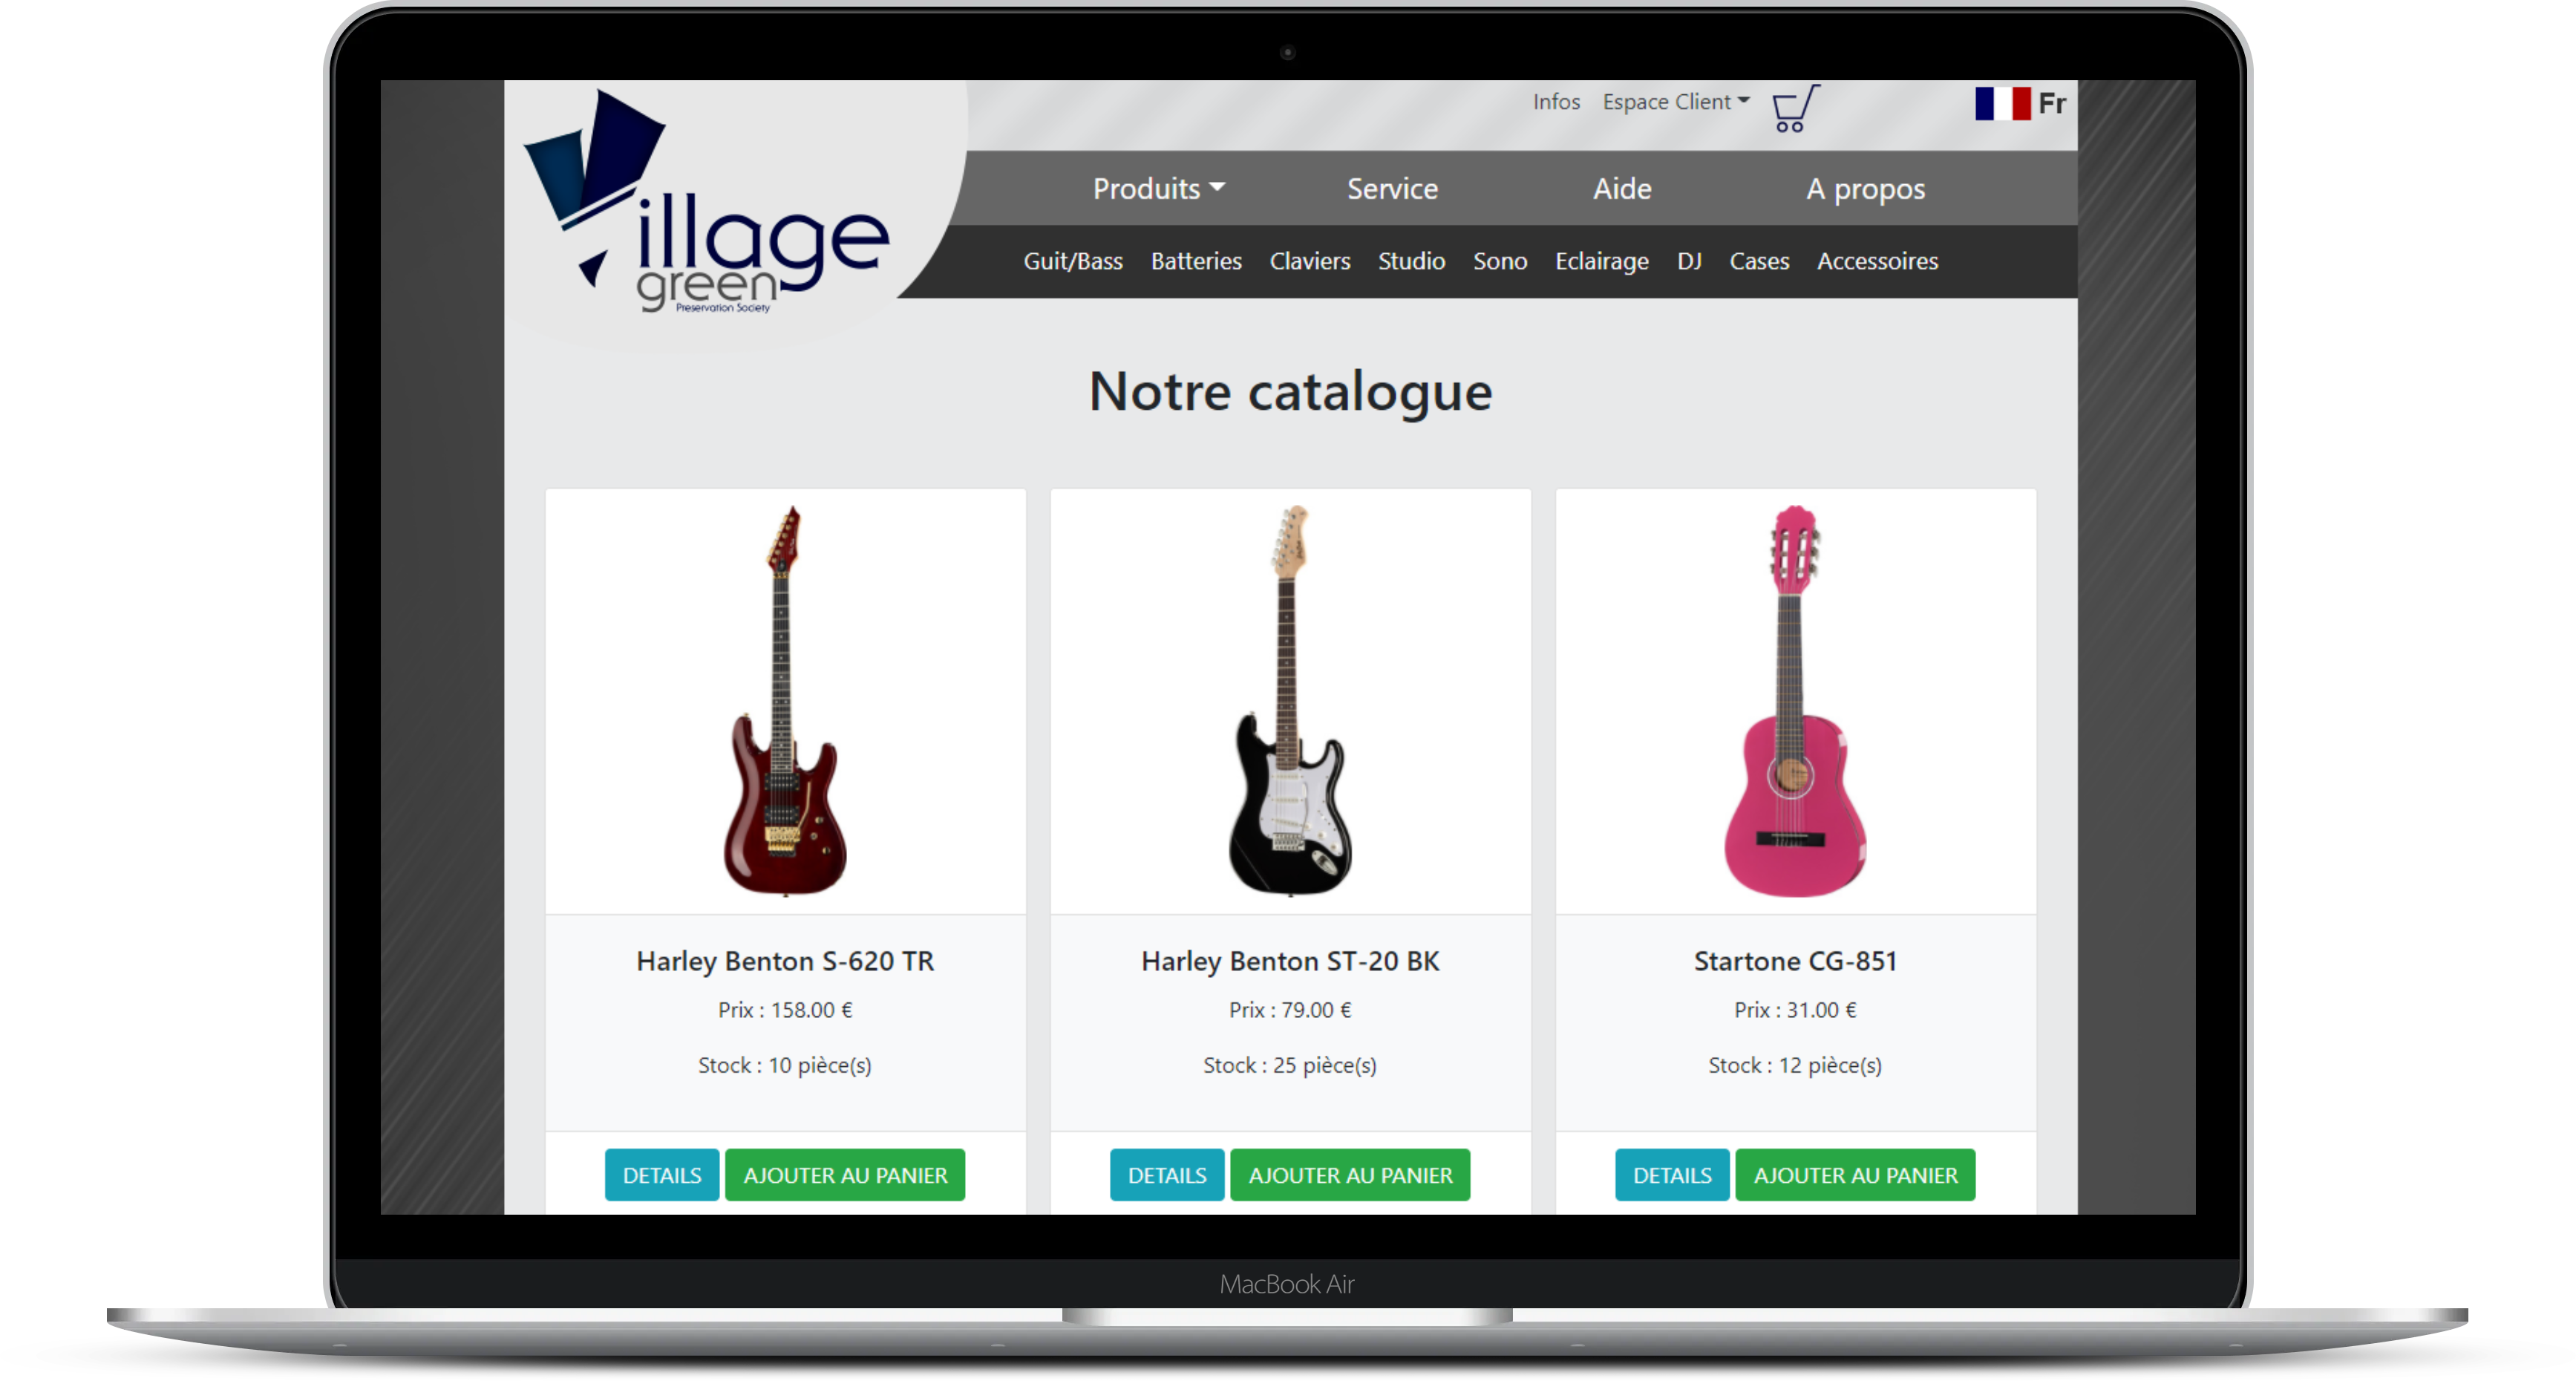 Infos Espace Client
Fr
Produits Service Aide A propos
Guit/Bass Batteries Claviers Studio Sono Eclairage DJ Cases Accessoires
illage
green
Preservation Society
Notre catalogue
Harley Benton S-620 TR
Prix : 158.00 €
Stock : 10 pièce(s)
DETAILS AJOUTER AU PANIER
Harley Benton ST-20 BK
Prix : 79.00 €
Stock : 25 pièce(s)
DETAILS AJOUTER AU PANIER
Startone CG-851
Prix : 31.00 €
Stock : 12 pièce(s)
DETAILS AJOUTER AU PANIER
MacBook Air